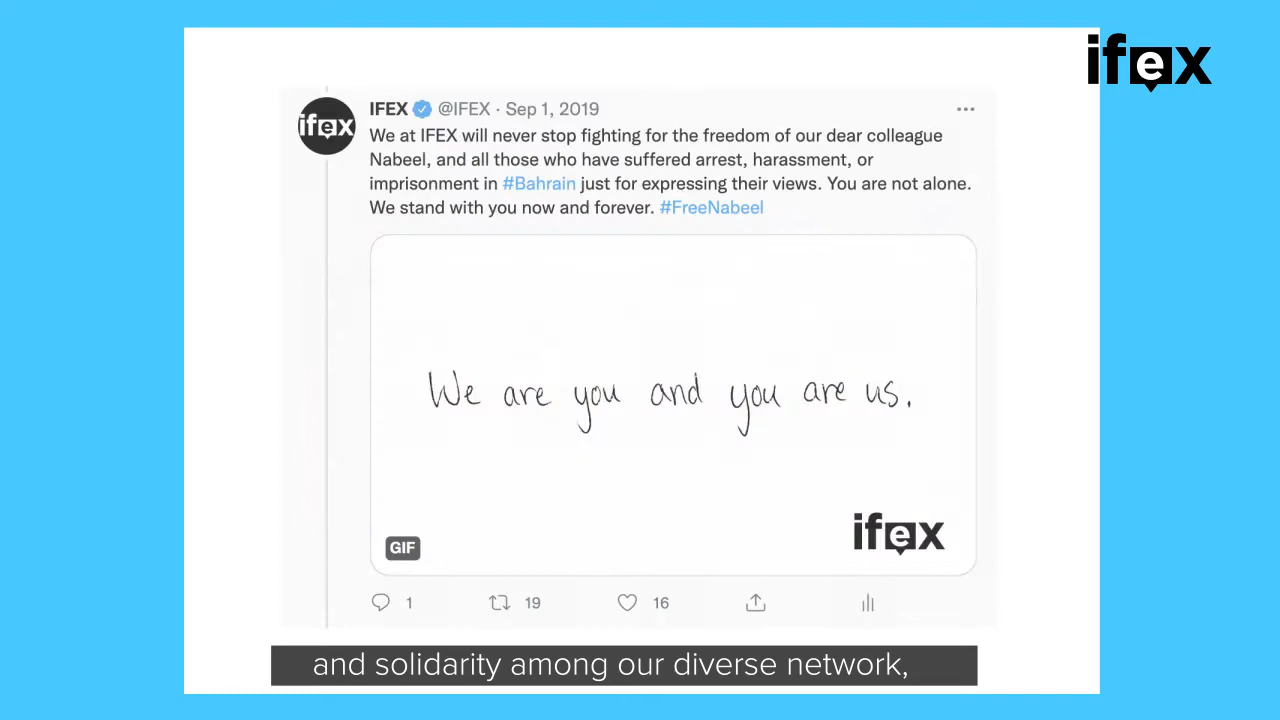 ifex
ifex
IFEX @IFEX · Sep 1, 2019
We at IFEX will never stop fighting for the freedom of our dear colleague
Nabeel, and all those who have suffered arrest, harassment, or
imprisonment in #Bahrain just for expressing their views. You are not alone.
We stand with you now and forever. #FreeNabeel
We are you and you are us.
ifex
GIF
1 19 16
and solidarity among our diverse network,